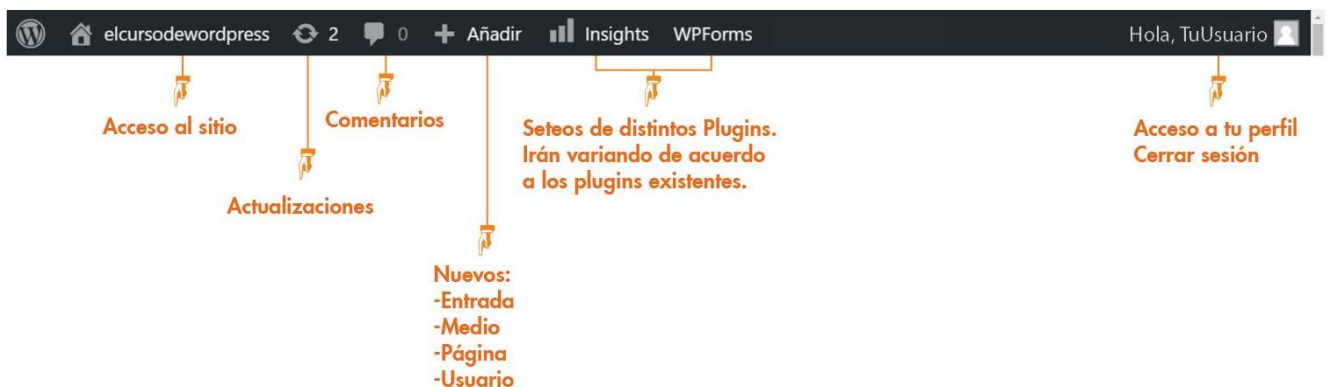 elcursodewordpress 2 0 + Añadir Insights WPForms Hola, TuUsuario
Acceso al sitio
Comentarios
Seteos de distintos Plugins.
Irán variando de acuerdo
a los plugins existentes.
Acceso a tu perfil
Cerrar sesión
Actualizaciones
Nuevos:
-Entrada
-Medio
-Página
-Usuario